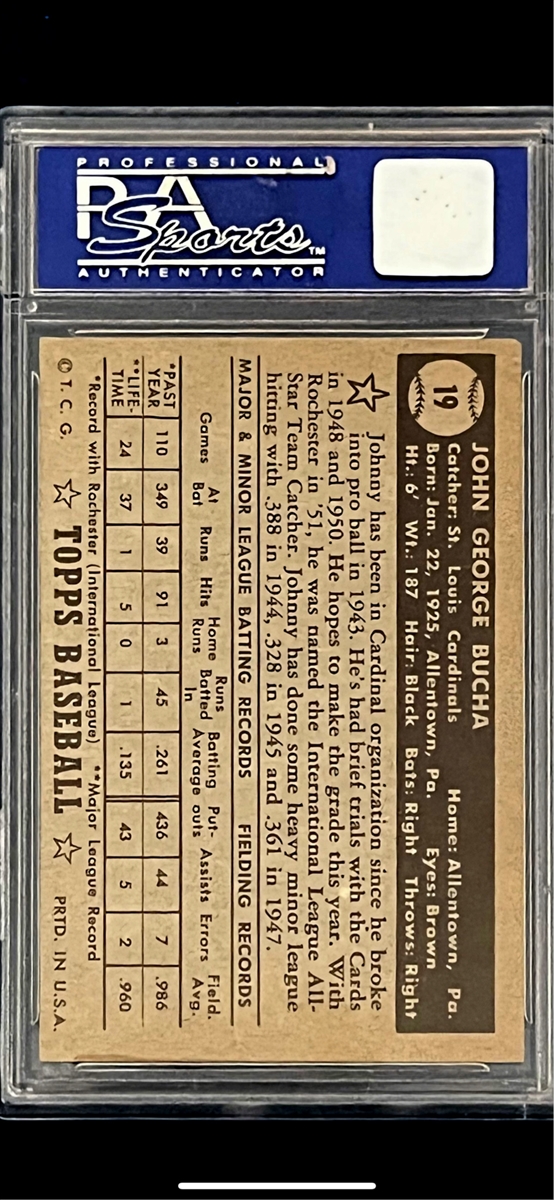 PROFESSIONAL
PSA
Sports™
AUTHENTICATOR
19
JOHN GEORGE BUCHA
Catcher: St. Louis Cardinals Home: Allentown, Pa.
Born: Jan. 22, 1925, Allentown, Pa. Eyes: Brown
Ht.: 6' Wt.: 187 Hair: Black Bats: Right Throws: Right
Johnny has been in Cardinal organization since he broke
into pro ball in 1943. He's had brief trials with the Cards
in 1948 and 1950. He hopes to make the grade this year. With
Rochester in '51, he was named the International League All-
Star Team Catcher. Johnny has done some heavy minor league
hitting with .388 in 1944, .328 in 1945 and .361 in 1947.
MAJOR & MINOR LEAGUE BATTING RECORDS FIELDING RECORDS
Games At Bat Runs Hits Home Runs Runs Batted In Batting Average Put-outs Assists Errors Field. Avg.
*PAST YEAR 110 349 39 91 3 45 .261 436 44 7 .986
**LIFE-TIME 24 37 1 5 0 1 .135 43 5 2 .960
*Record with Rochester (International League) **Major League Record
© T. C. G. ☆ TOPPS BASEBALL ☆ PRTD. IN U.S.A.